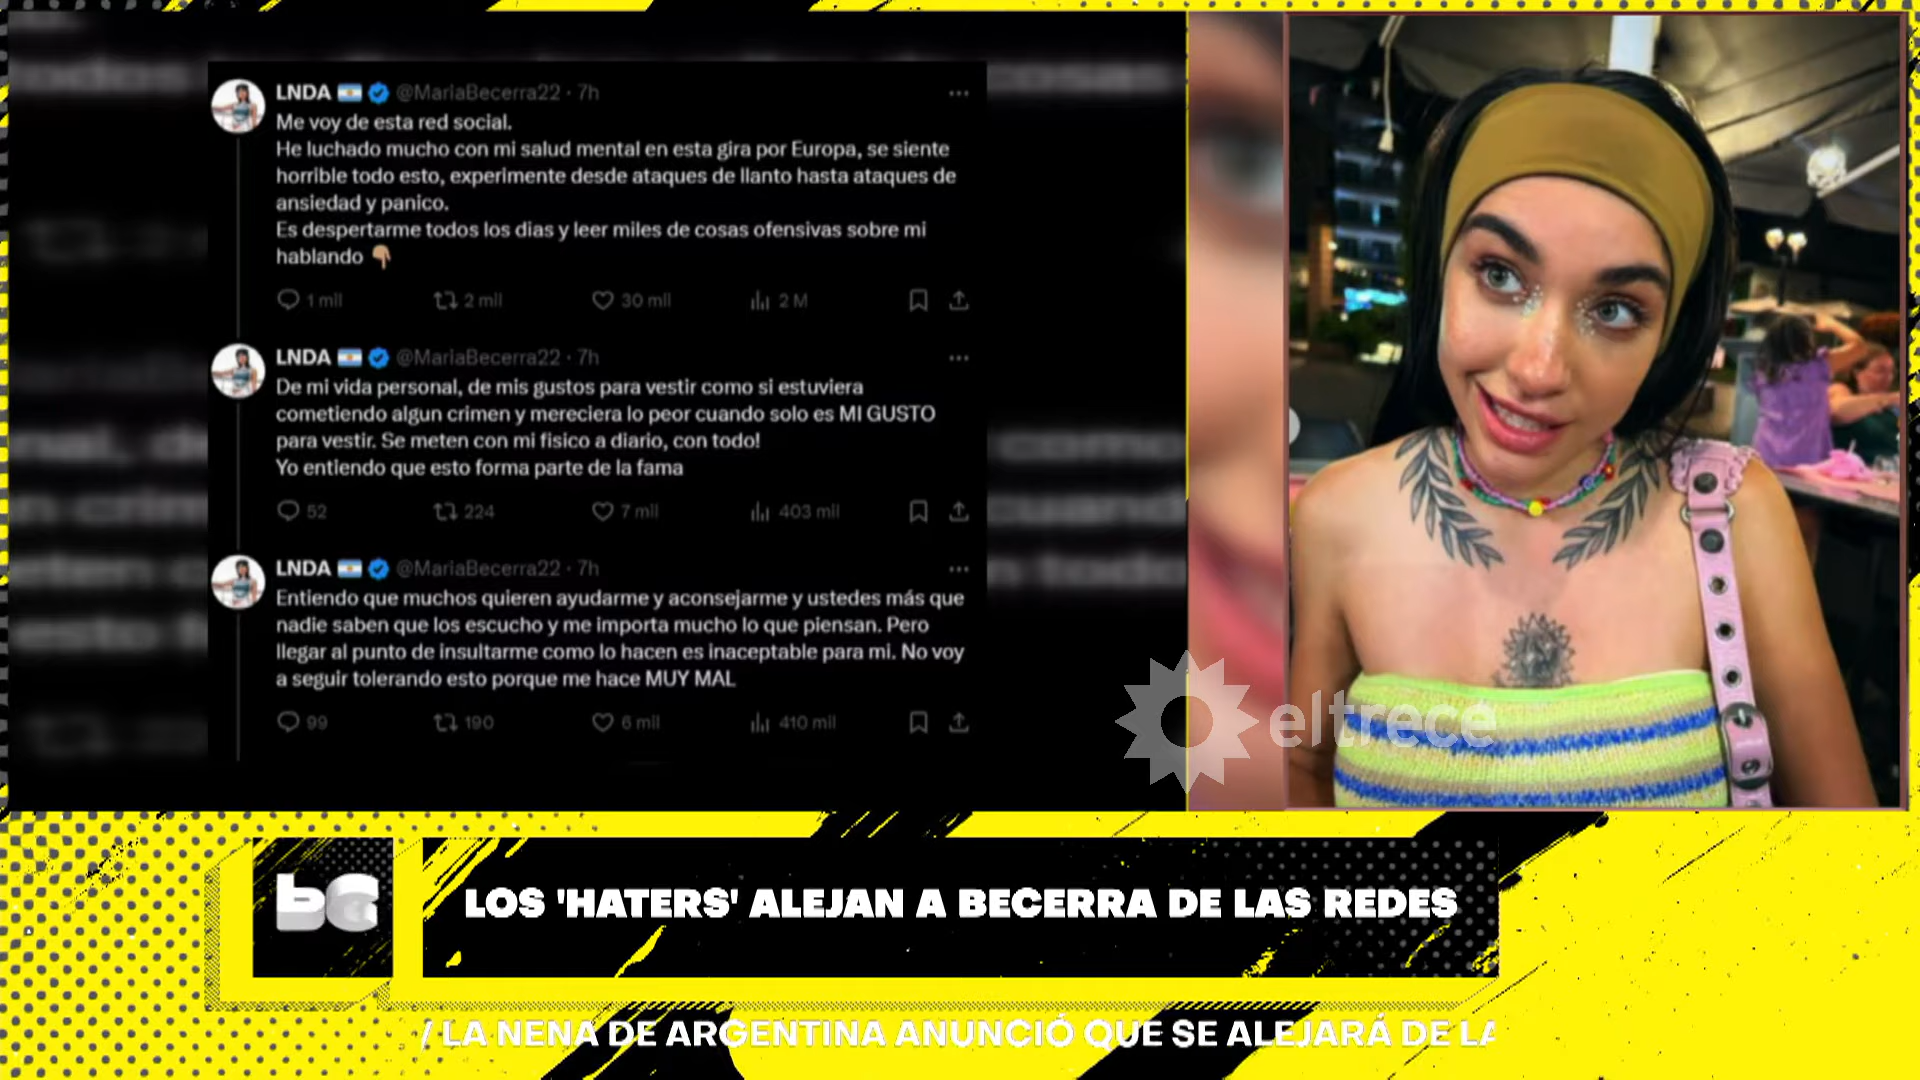 LNDA @MariaBecerra22 · 7h
Me voy de esta red social.
He luchado mucho con mi salud mental en esta gira por Europa, se siente
horrible todo esto, experimente desde ataques de llanto hasta ataques de
ansiedad y panico.
Es despertarme todos los dias y leer miles de cosas ofensivas sobre mi
hablando
1 mil 2 mil 30 mil 2 M
LNDA @MariaBecerra22 · 7h
De mi vida personal, de mis gustos para vestir como si estuviera
cometiendo algun crimen y mereciera lo peor cuando solo es MI GUSTO
para vestir. Se meten con mi fisico a diario, con todo!
Yo entiendo que esto forma parte de la fama
52 224 7 mil 403 mil
LNDA @MariaBecerra22 · 7h
Entiendo que muchos quieren ayudarme y aconsejarme y ustedes más que
nadie saben que los escucho y me importa mucho lo que piensan. Pero
llegar al punto de insultarme como lo hacen es inaceptable para mi. No voy
a seguir tolerando esto porque me hace MUY MAL
99 190 6 mil 410 mil
eltrece
bc
LOS 'HATERS' ALEJAN A BECERRA DE LAS REDES
/ LA NENA DE ARGENTINA ANUNCIÓ QUE SE ALEJARÁ DE LA